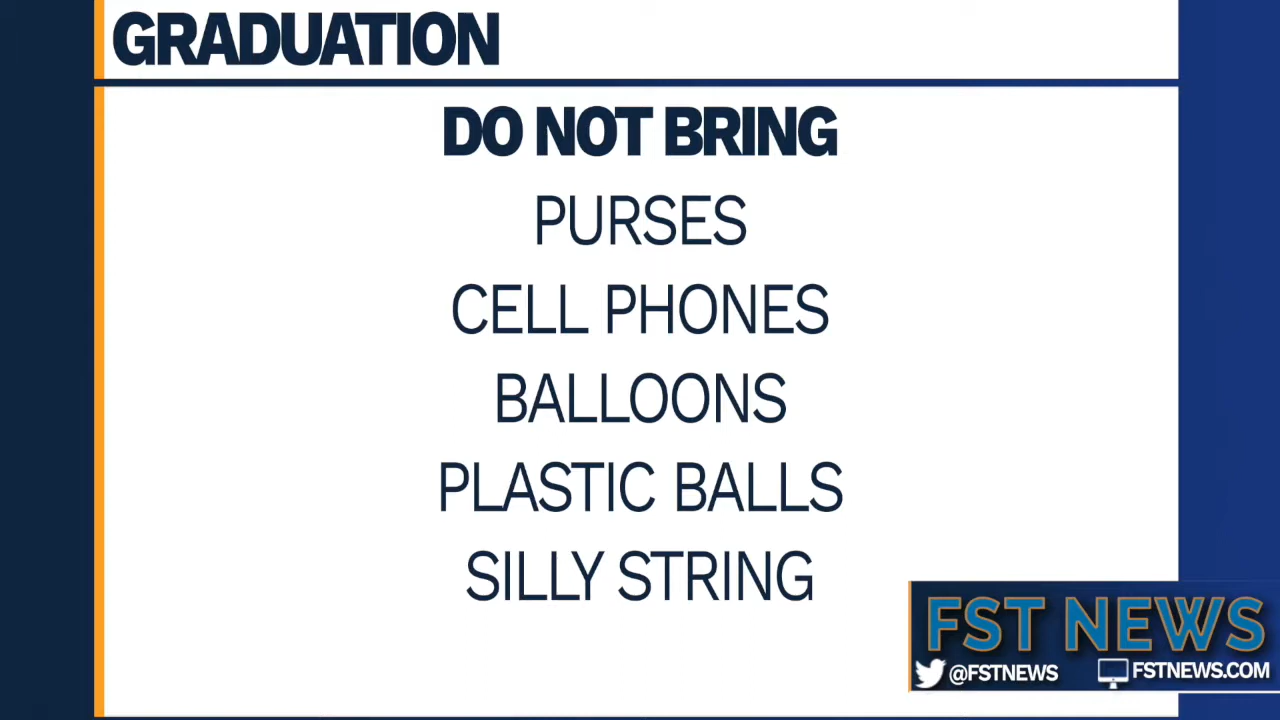 GRADUATION
DO NOT BRING
PURSES
CELL PHONES
BALLOONS
PLASTIC BALLS
SILLY STRING
FST NEWS
@FSTNEWS FSTNEWS.COM